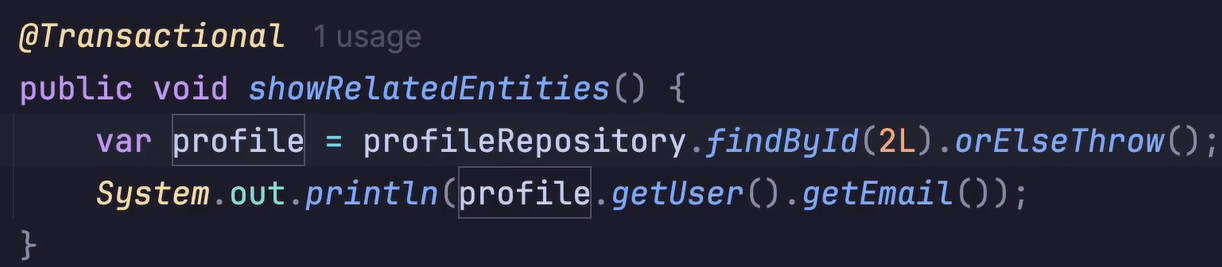 @Transactional 1 usage
public void showRelatedEntities() {
    var profile = profileRepository.findById(2L).orElseThrow();
    System.out.println(profile.getUser().getEmail());
}